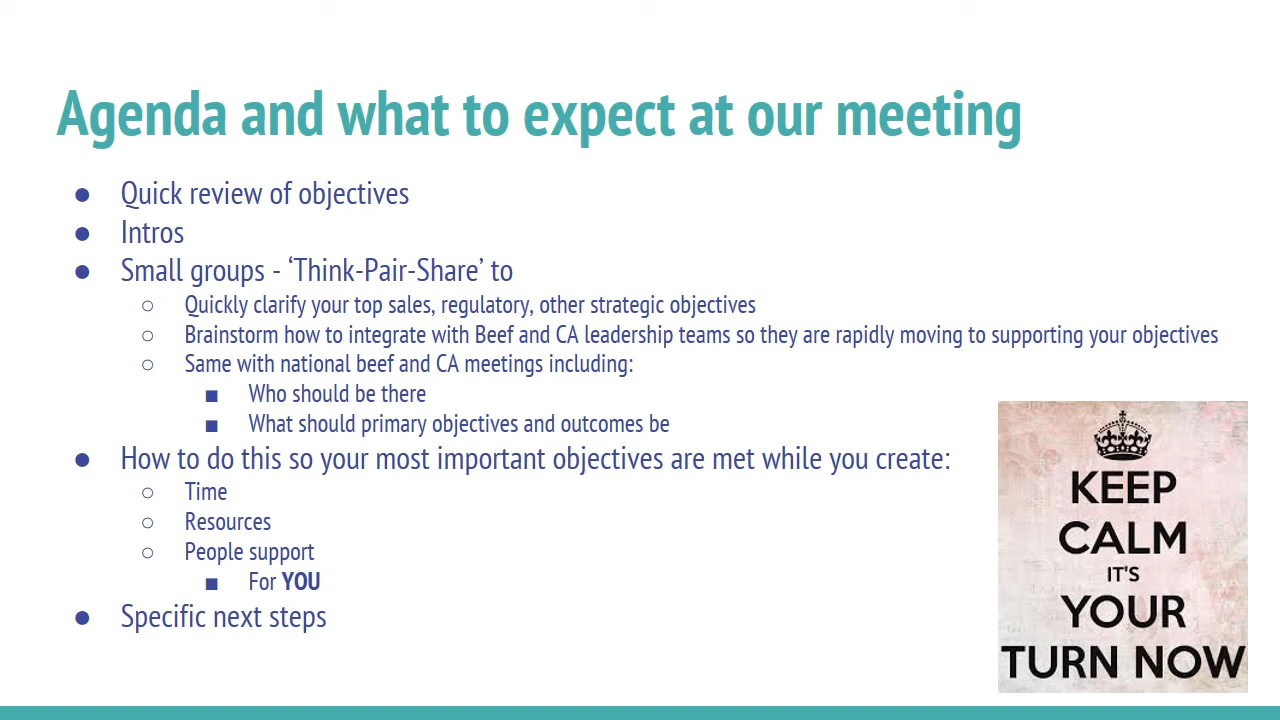 Agenda and what to expect at our meeting
● Quick review of objectives
● Intros
● Small groups - ‘Think-Pair-Share’ to
○ Quickly clarify your top sales, regulatory, other strategic objectives
○ Brainstorm how to integrate with Beef and CA leadership teams so they are rapidly moving to supporting your objectives
○ Same with national beef and CA meetings including:
■ Who should be there
■ What should primary objectives and outcomes be
● How to do this so your most important objectives are met while you create:
○ Time
○ Resources
○ People support
■ For YOU
● Specific next steps
KEEP
CALM
IT'S
YOUR
TURN NOW